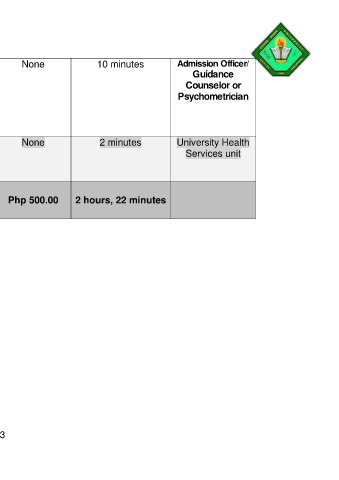 None 10 minutes Admission Officer/
Guidance
Counselor or
Psychometrician
None 2 minutes University Health
Services unit
Php 500.00 2 hours, 22 minutes
3